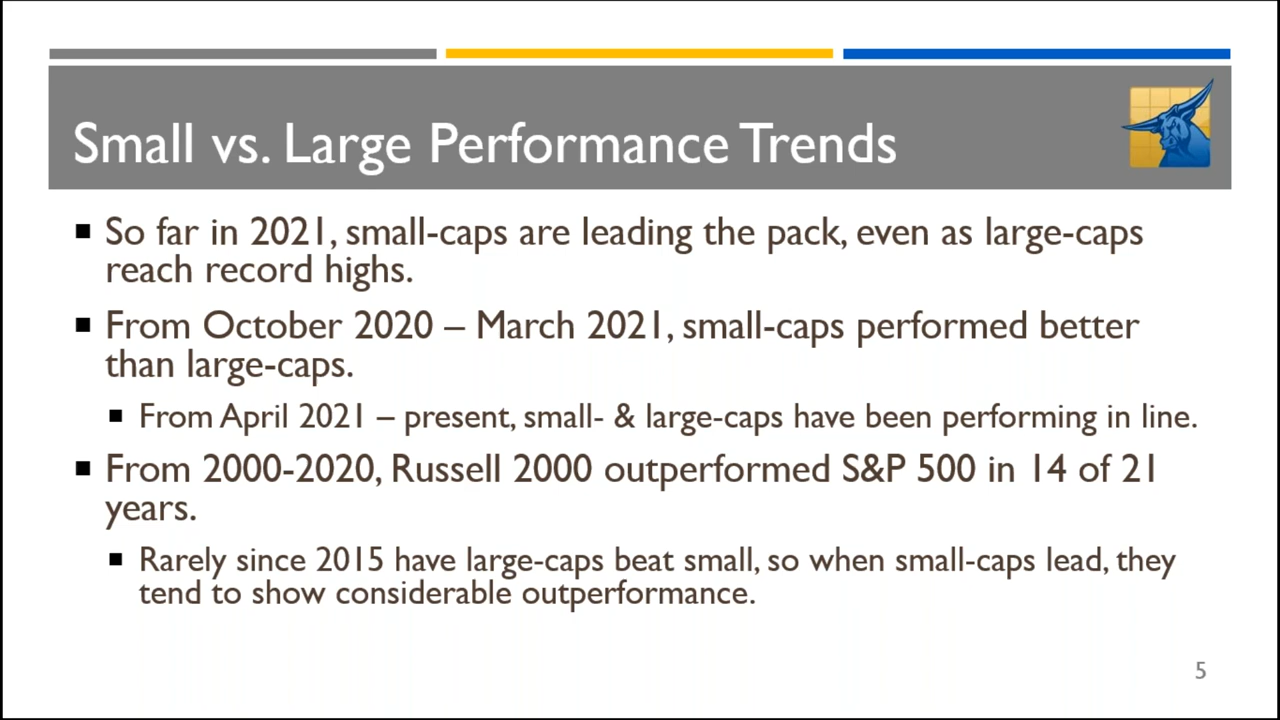 Small vs. Large Performance Trends
■ So far in 2021, small-caps are leading the pack, even as large-caps
reach record highs.
■ From October 2020 – March 2021, small-caps performed better
than large-caps.
■ From April 2021 – present, small- & large-caps have been performing in line.
■ From 2000-2020, Russell 2000 outperformed S&P 500 in 14 of 21
years.
■ Rarely since 2015 have large-caps beat small, so when small-caps lead, they
tend to show considerable outperformance.
5